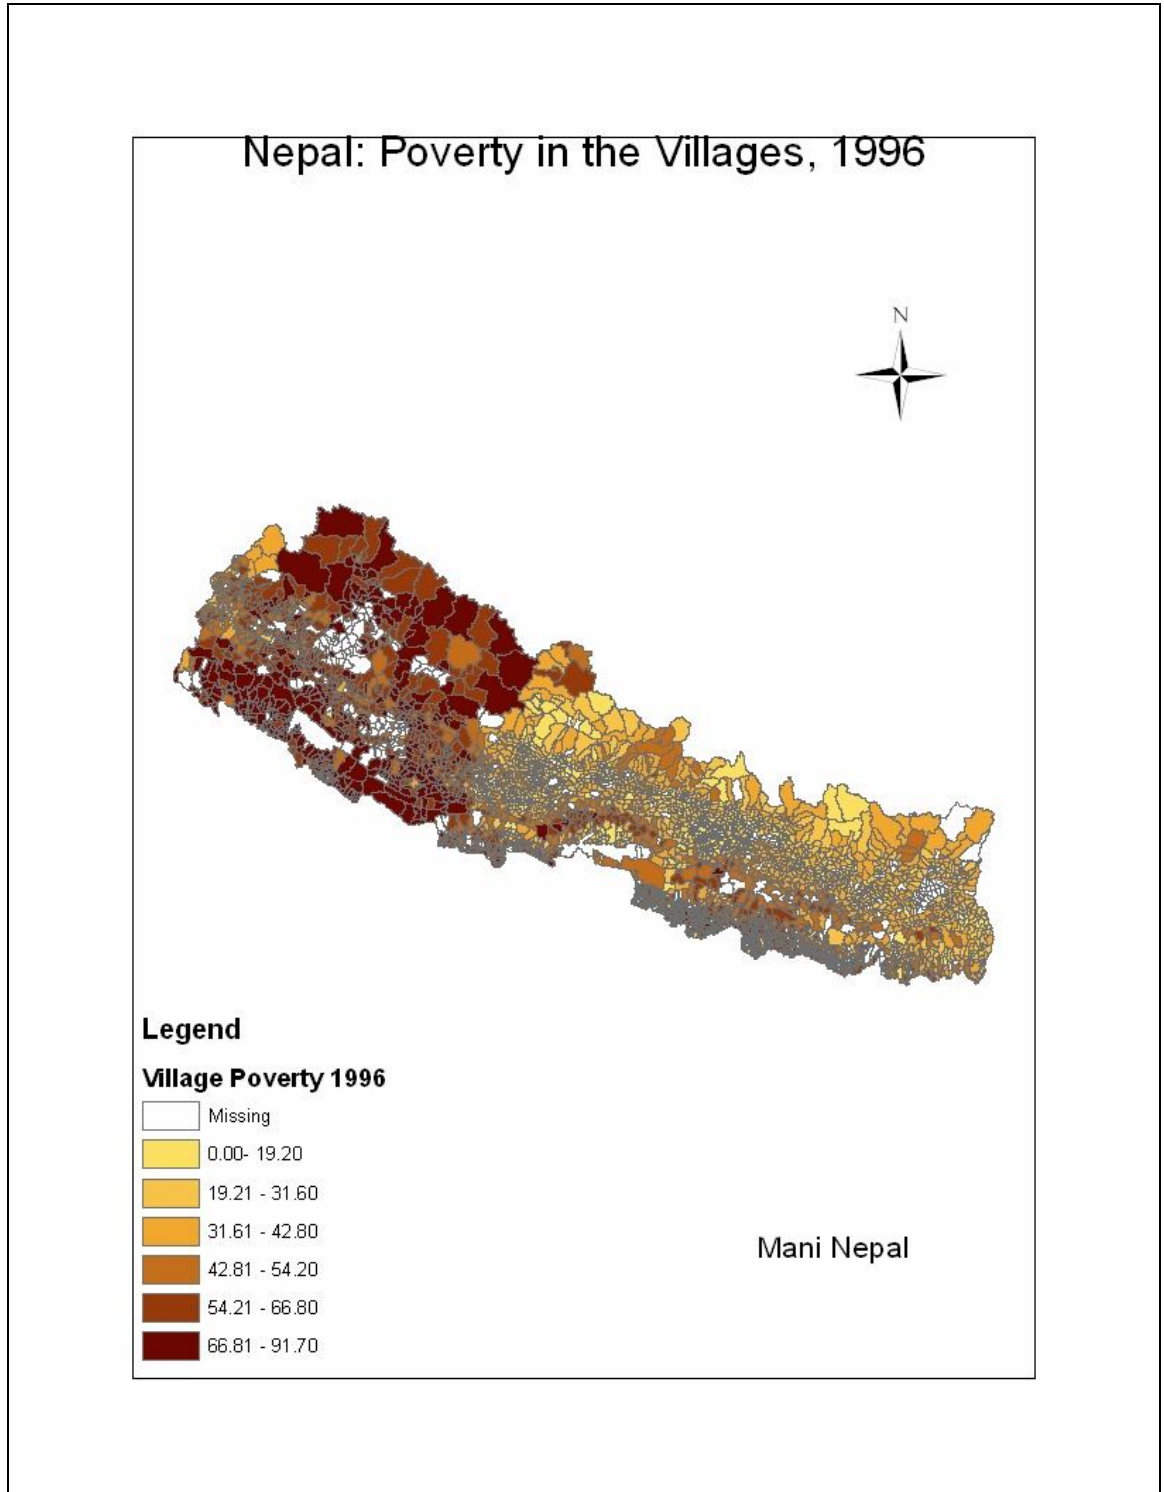 Nepal: Poverty in the Villages, 1996
N
Legend
Village Poverty 1996
Missing
0.00- 19.20
19.21 - 31.60
31.61 - 42.80
42.81 - 54.20
54.21 - 66.80
66.81 - 91.70
Mani Nepal